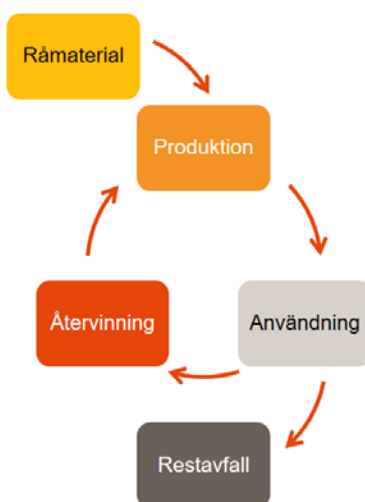 Råmaterial
Produktion
Återvinning
Användning
Restavfall